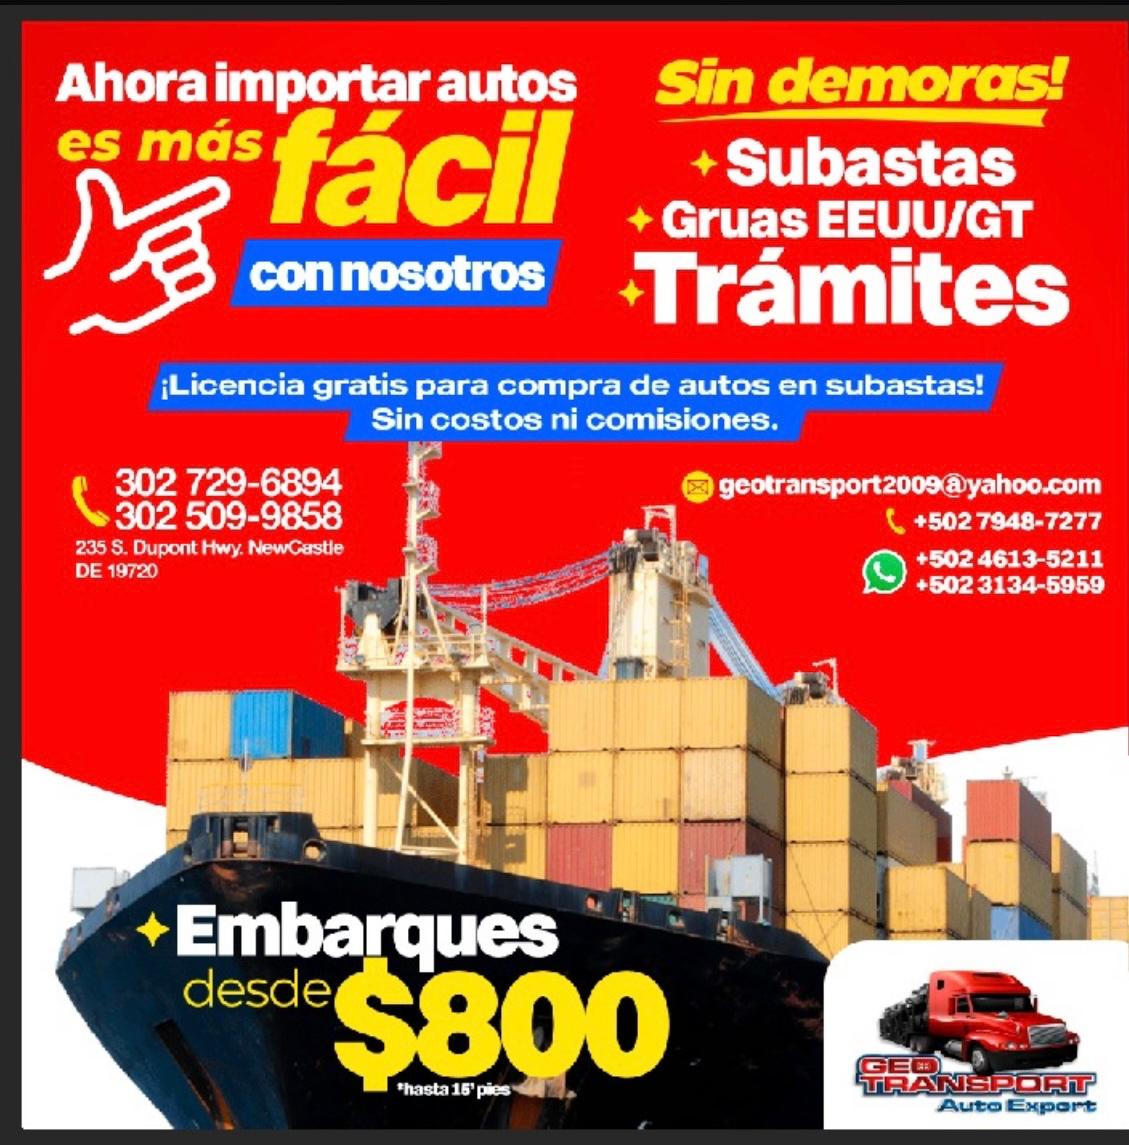 Ahora importar autos
es más fácil
con nosotros
Sin demoras!
Subastas
Gruas EEUU/GT
Trámites
¡Licencia gratis para compra de autos en subastas!
Sin costos ni comisiones.
302 729-6894
302 509-9858
235 S. Dupont Hwy. NewCastle
DE 19720
geotransport2009@yahoo.com
+502 7948-7277
+502 4613-5211
+502 3134-5959
Embarques
desde $800
*hasta 15' pies
GEO
TRANSPORT
Auto Export